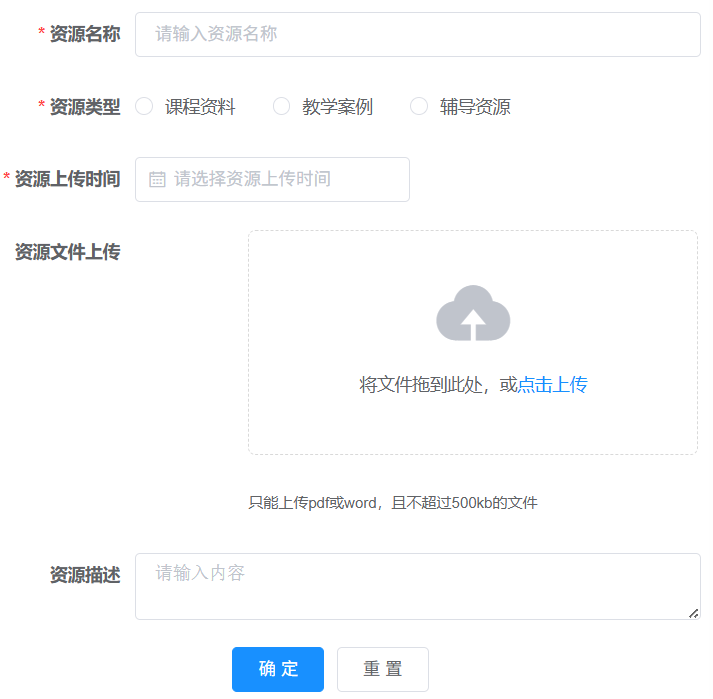 * 资源名称 请输入资源名称
* 资源类型 课程资料 教学案例 辅导资源
* 资源上传时间 请选择资源上传时间
资源文件上传
将文件拖到此处，或点击上传
只能上传pdf或word，且不超过500kb的文件
资源描述 请输入内容
确 定 重 置